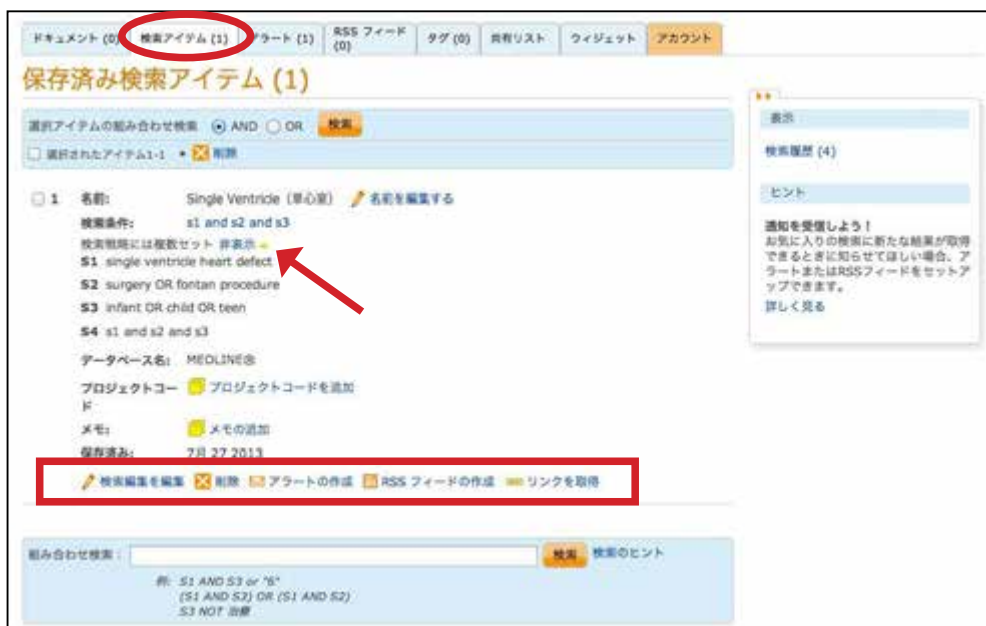 ドキュメント (0)
検索アイテム (1)
アラート (1)
RSS フィード
(0)
タグ (0)
共有リスト
ウィジェット
アカウント
保存済み検索アイテム (1)
選択アイテムの組み合わせ検索 AND OR 検索
選択されたアイテム1-1 • 削除
1 名前: Single Ventricle（単心室） 名前を編集する
検索条件: s1 and s2 and s3
検索戦略には複数セット 非表示
S1 single ventricle heart defect
S2 surgery OR fontan procedure
S3 infant OR child OR teen
S4 s1 and s2 and s3
データベース名: MEDLINE®
プロジェクトコー
ド
プロジェクトコードを追加
メモ: メモの追加
保存済み: 7月 27 2013
検索編集を編集 削除 アラートの作成 RSS フィードの作成 リンクを取得
組み合わせ検索： 検索 検索のヒント
例: S1 AND S3 or "6"
(S1 AND S3) OR (S1 AND S2)
S3 NOT 治療
表示
検索履歴 (4)
ヒント
通知を受信しよう！
お気に入りの検索に新たな結果が取得
できるときに知らせてほしい場合、ア
ラートまたはRSSフィードをセットア
ップできます。
詳しく見る